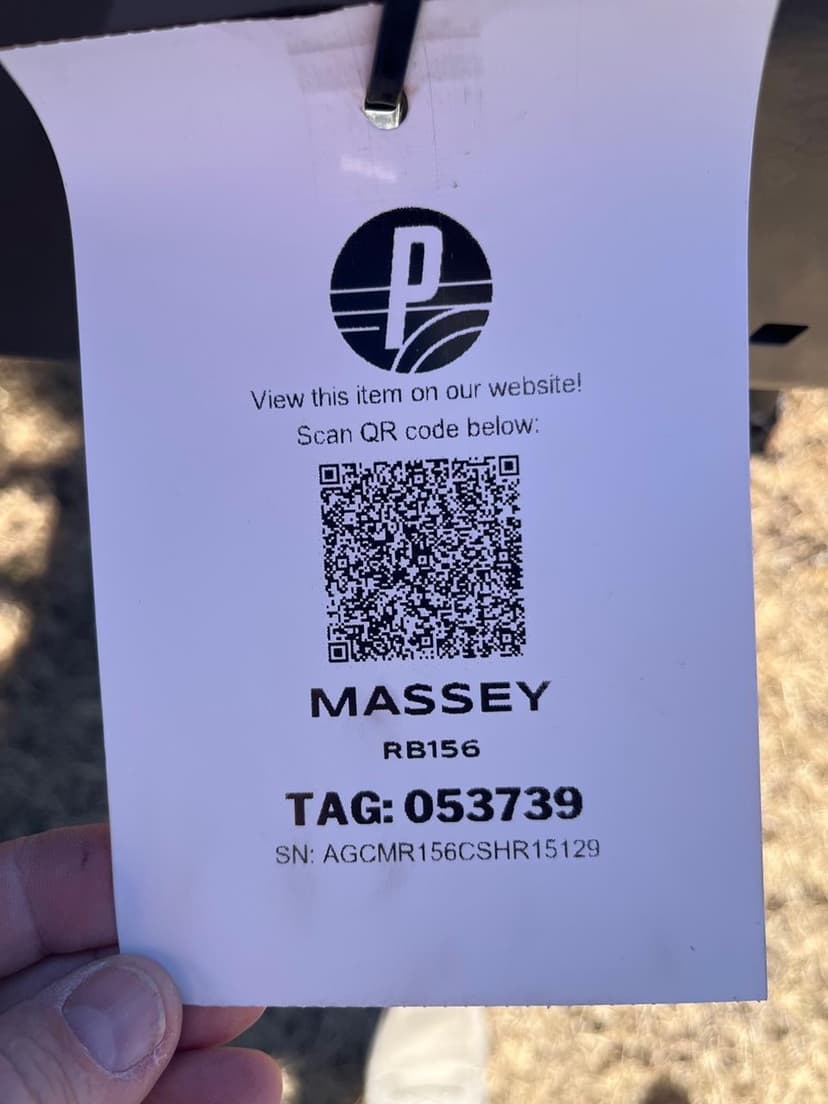 P
View this item on our website!
Scan QR code below:
MASSEY
RB156
TAG: 053739
SN: AGCMR156CSHR15129